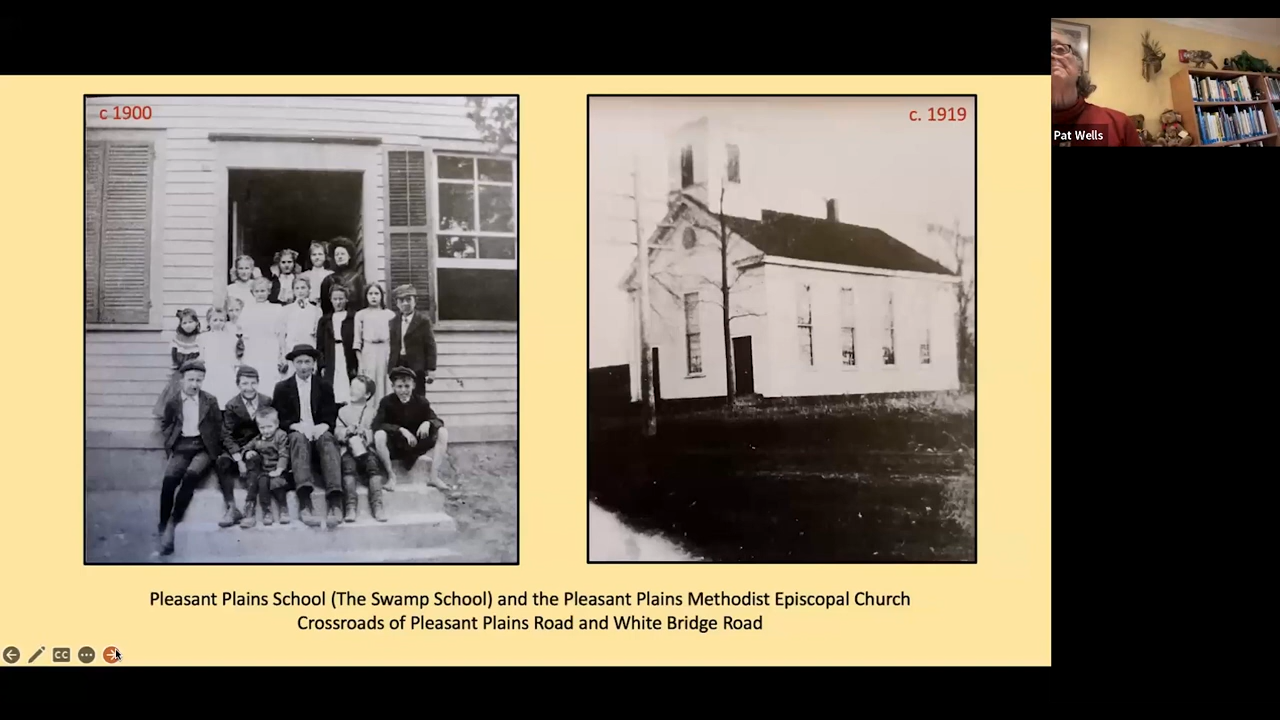 c 1900
c. 1919
Pat Wells
Pleasant Plains School (The Swamp School) and the Pleasant Plains Methodist Episcopal Church
Crossroads of Pleasant Plains Road and White Bridge Road
CC